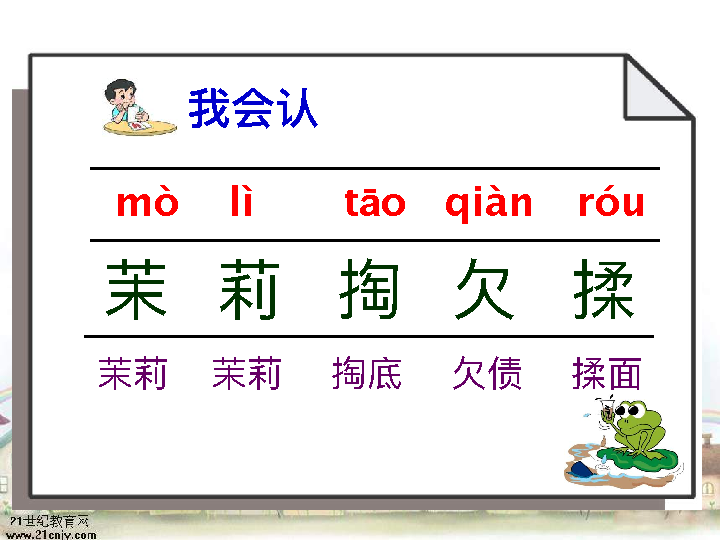 我会认
mò lì tāo qiàn róu
茉 莉 掏 欠 揉
茉莉 茉莉 掏底 欠债 揉面
21世纪教育网
www.21cnjy.com